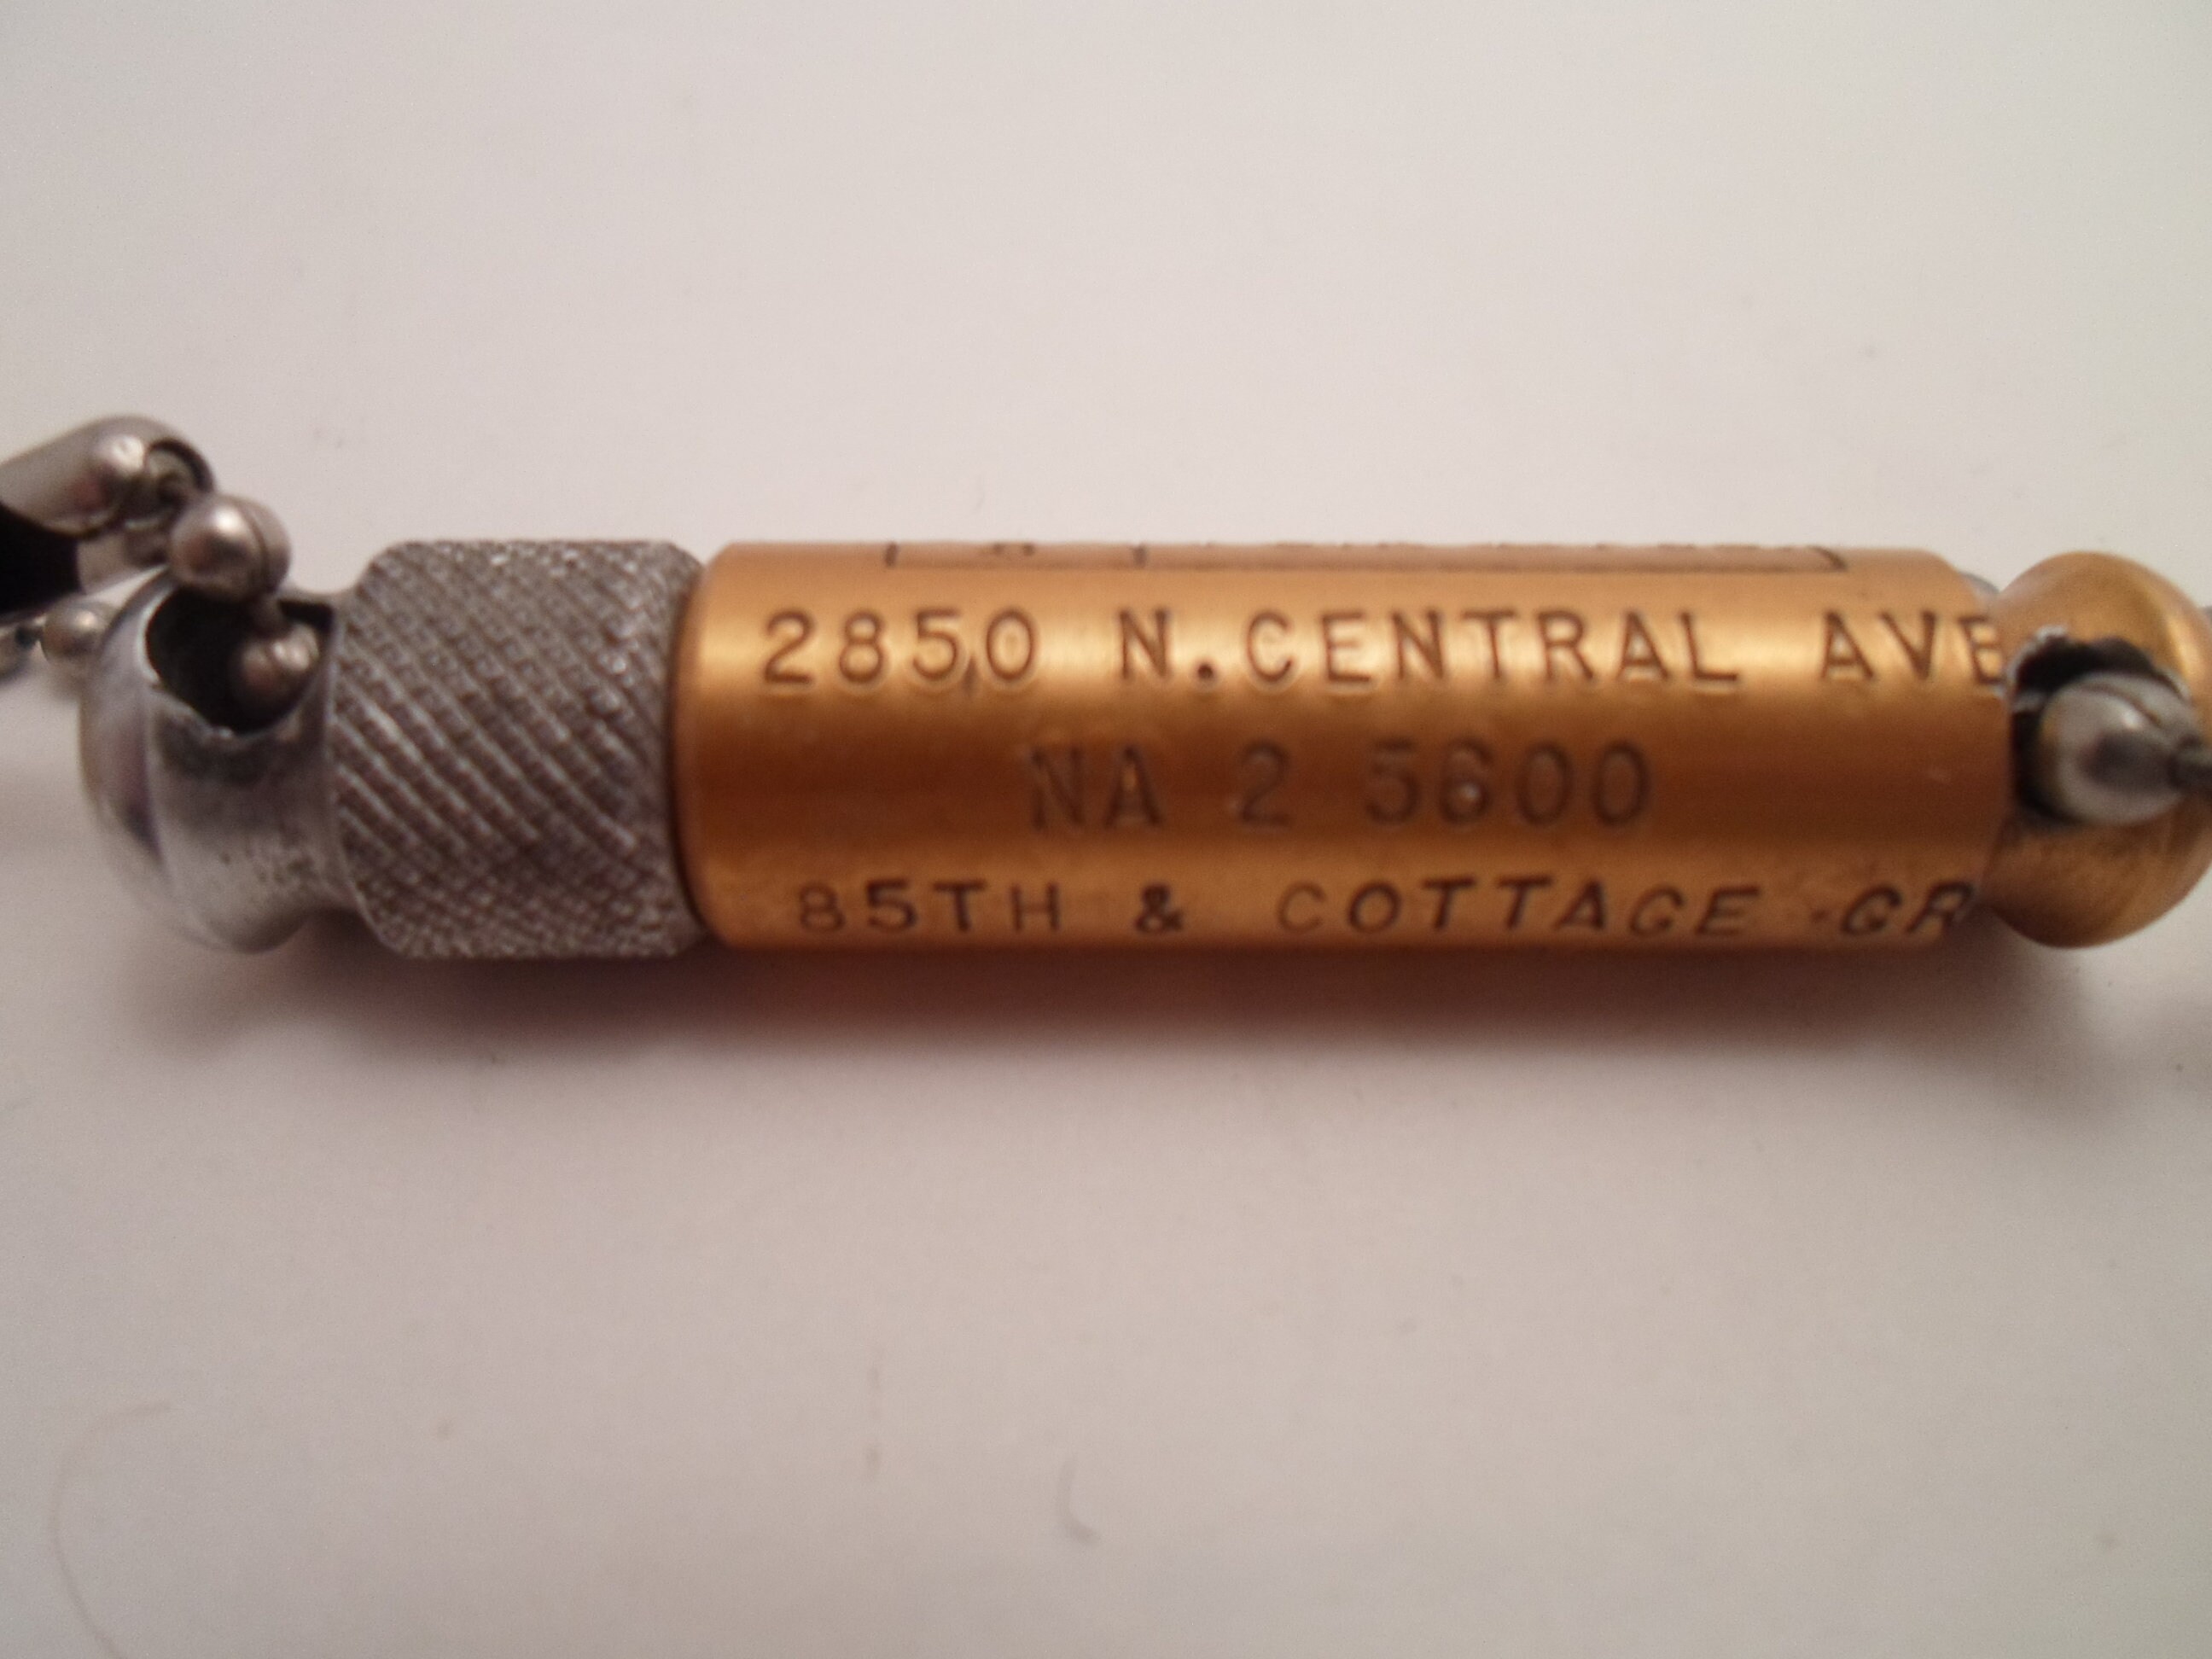 2850 N. CENTRAL AVE
NA 2 5600
85TH & COTTAGE GR